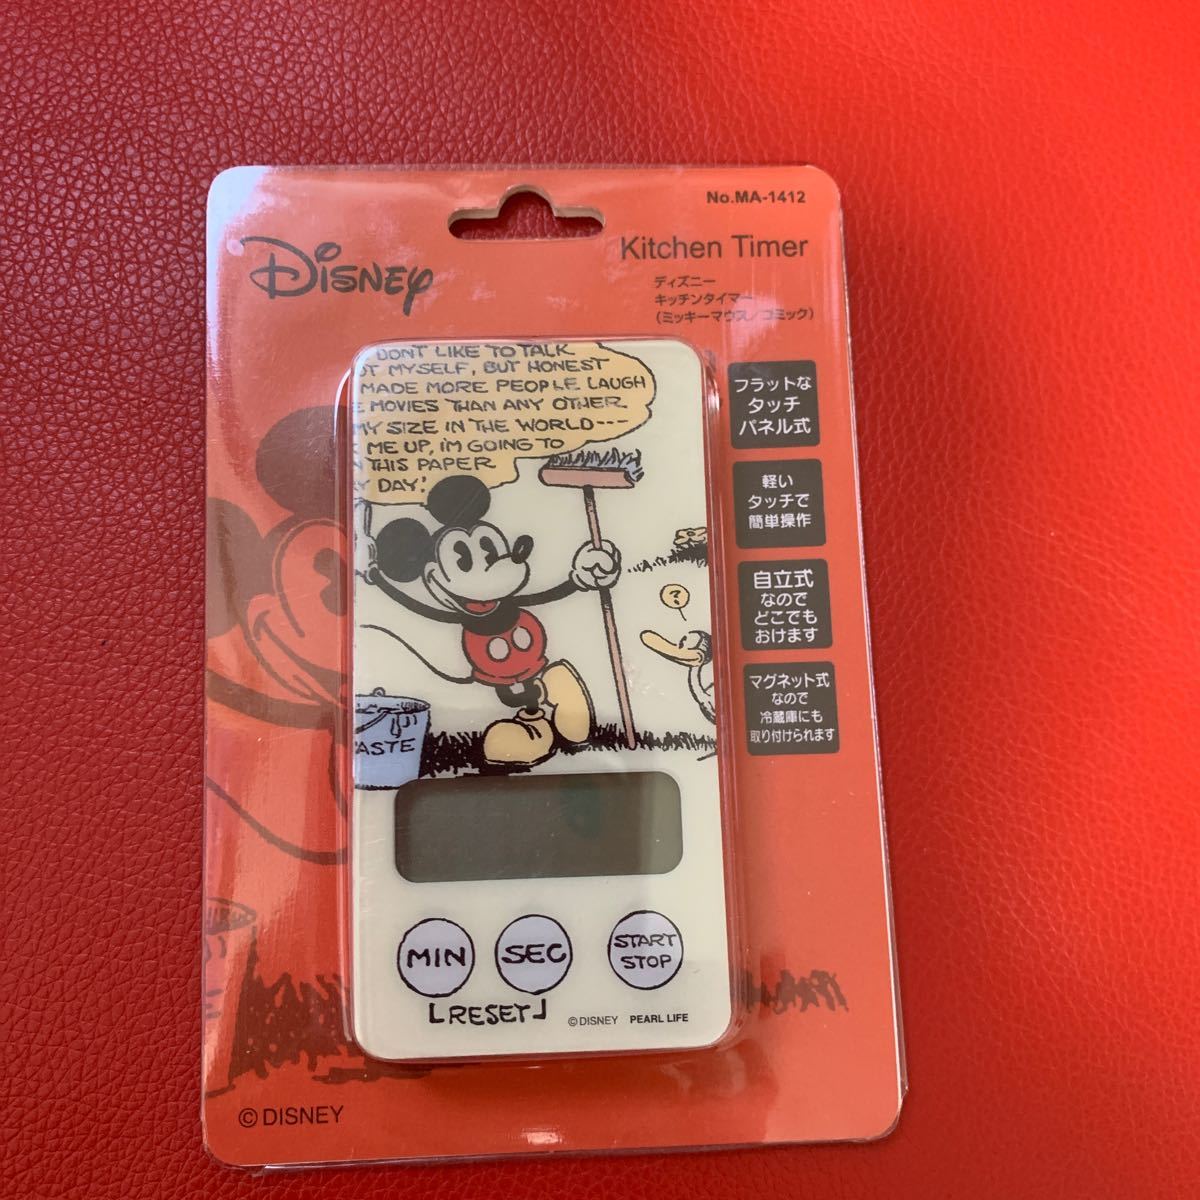 No.MA-1412
Disney
Kitchen Timer
ディズニー
キッチンタイマー
(ミッキーマウス/コミック)
DON'T LIKE TO TALK
MYSELF, BUT HONEST
MADE MORE PEOPLE LAUGH
MOVIES THAN ANY OTHER
MY SIZE IN THE WORLD---
ME UP, I'M GOING TO
THIS PAPER
DAY!
?
ASTE
フラットな
タッチ
パネル式
軽い
タッチで
簡単操作
自立式
なので
どこでも
おけます
マグネット式
なので
冷蔵庫にも
取り付けられます
MIN
SEC
START
STOP
RESET
©DISNEY PEARL LIFE
© DISNEY